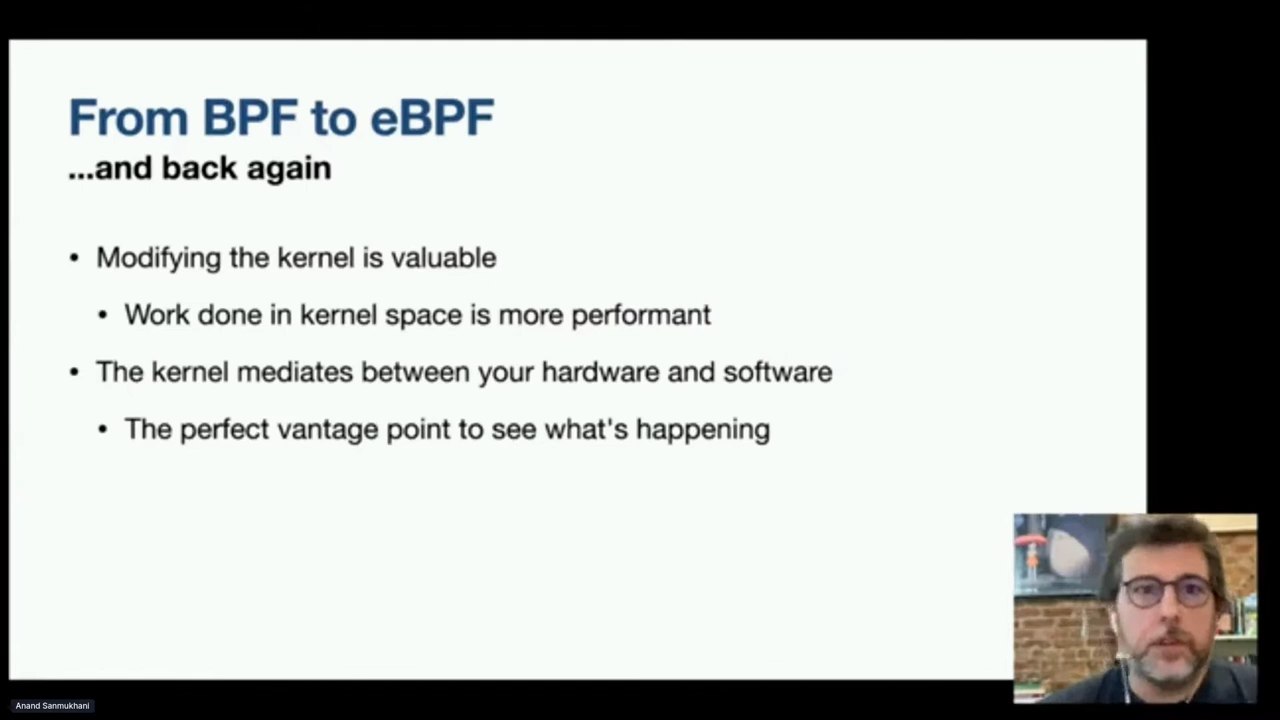 From BPF to eBPF
...and back again
• Modifying the kernel is valuable
• Work done in kernel space is more performant
• The kernel mediates between your hardware and software
• The perfect vantage point to see what's happening
Anand Sanmukhani